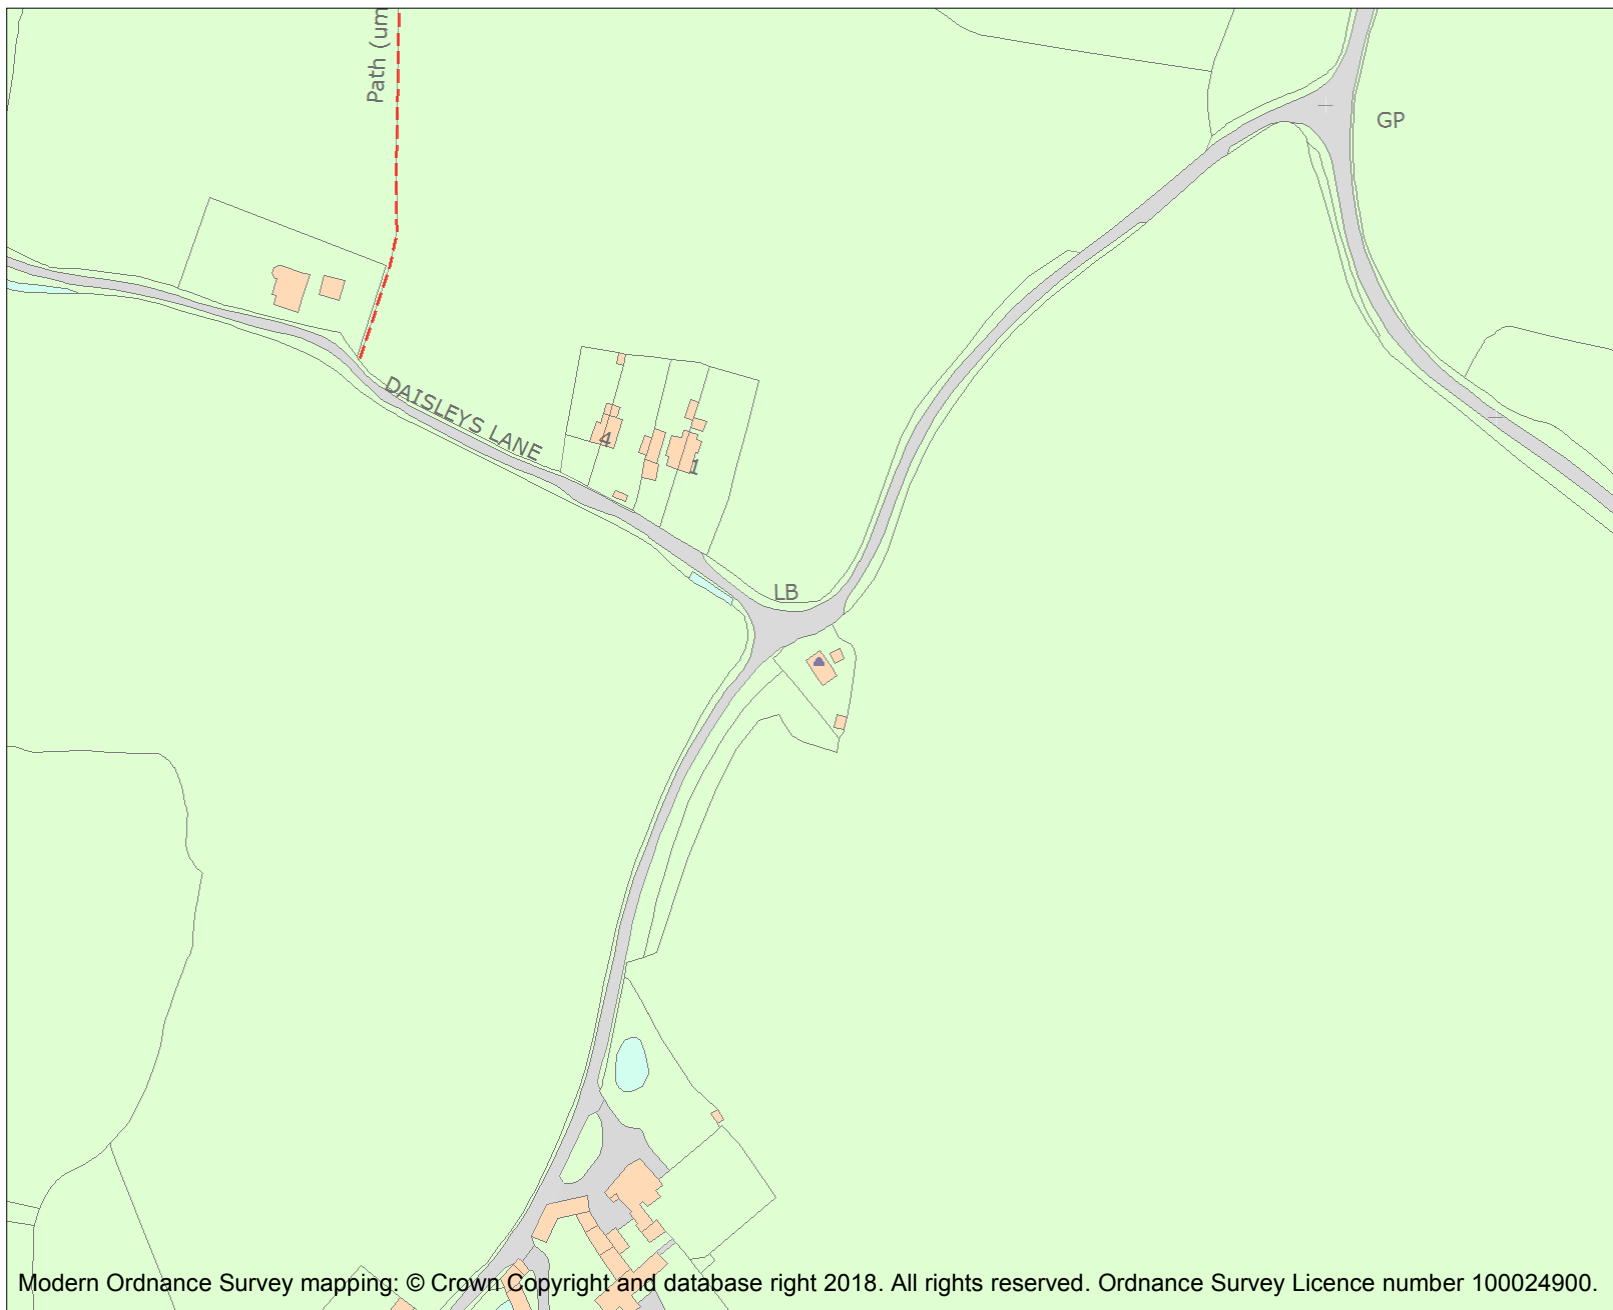 Path (um
GP
DAISLEYS LANE
4
1
LB
Modern Ordnance Survey mapping: © Crown Copyright and database right 2018. All rights reserved. Ordnance Survey Licence number 100024900.